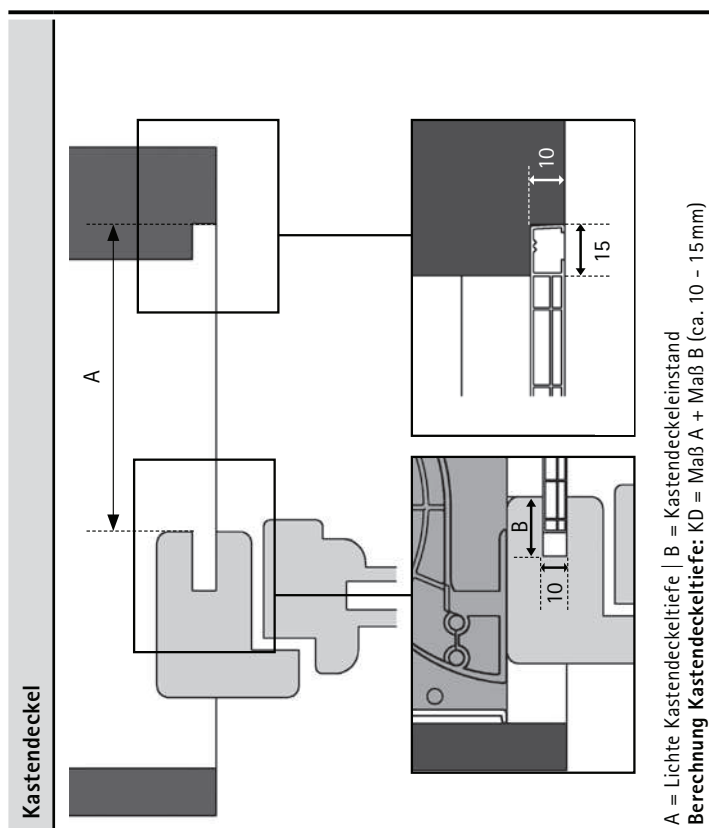 Kastendeckel
A
10
B
10
15
A = Lichte Kastendeckeltiefe | B = Kastendeckeleinstand
Berechnung Kastendeckeltiefe: KD = Maß A + Maß B (ca. 10 - 15mm)